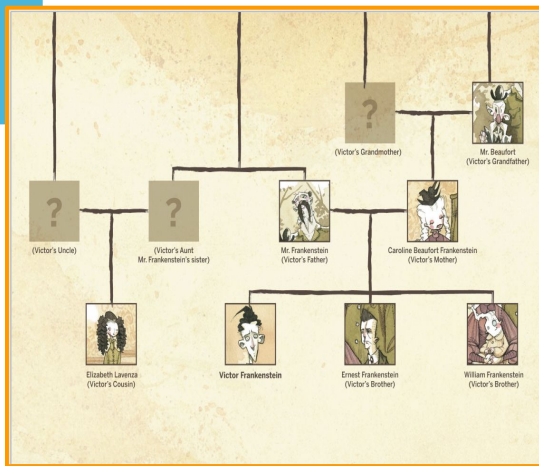 ?
(Victor's Grandmother)
Mr. Beaufort
(Victor's Grandfather)
?
(Victor's Uncle)
?
(Victor's Aunt
Mr. Frankenstein's sister)
Mr. Frankenstein
(Victor's Father)
Caroline Beaufort Frankenstein
(Victor's Mother)
Elizabeth Lavenza
(Victor's Cousin)
Victor Frankenstein
Ernest Frankenstein
(Victor's Brother)
William Frankenstein
(Victor's Brother)